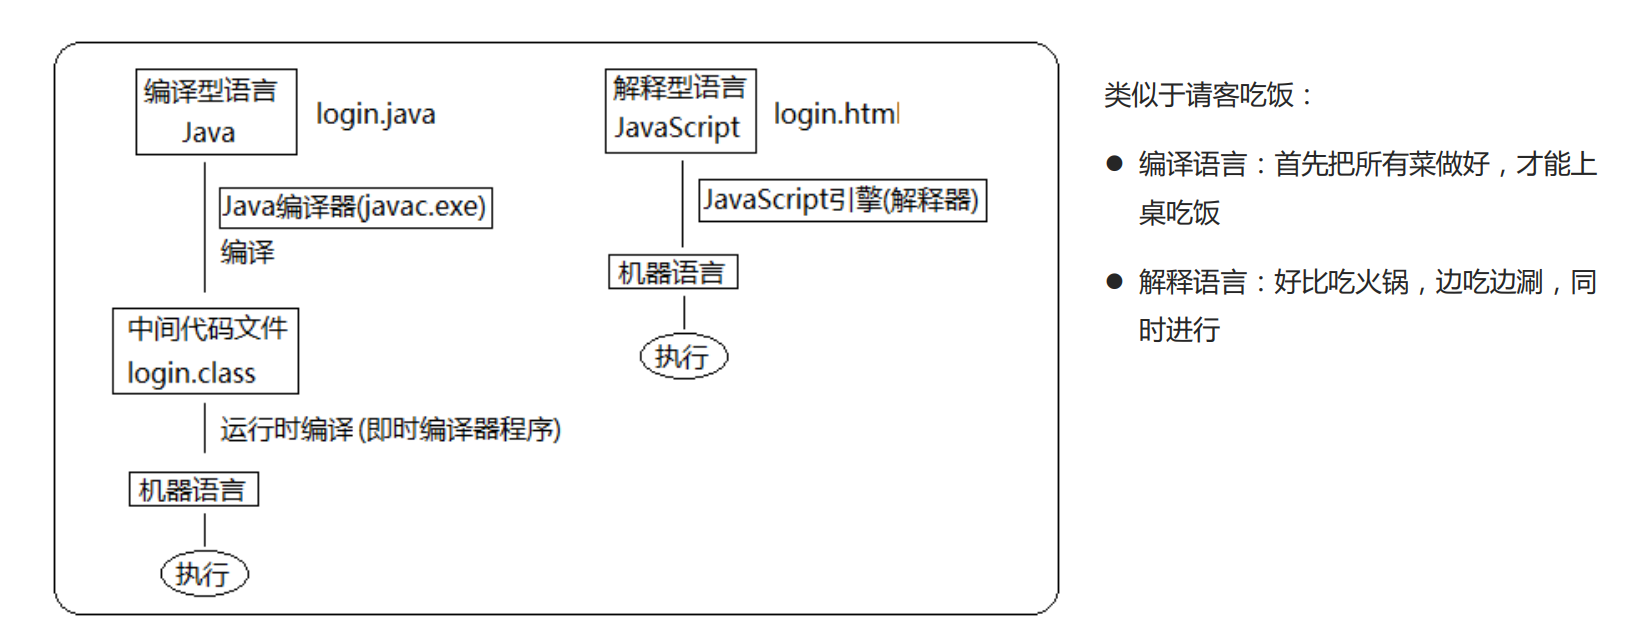 编译型语言
Java
login.java
Java编译器(javac.exe)
编译
中间代码文件
login.class
运行时编译 (即时编译器程序)
机器语言
执行
解释型语言
JavaScript
login.html
JavaScript引擎(解释器)
机器语言
执行
类似于请客吃饭：
● 编译语言：首先把所有菜做好，才能上
桌吃饭
● 解释语言：好比吃火锅，边吃边涮，同
时进行